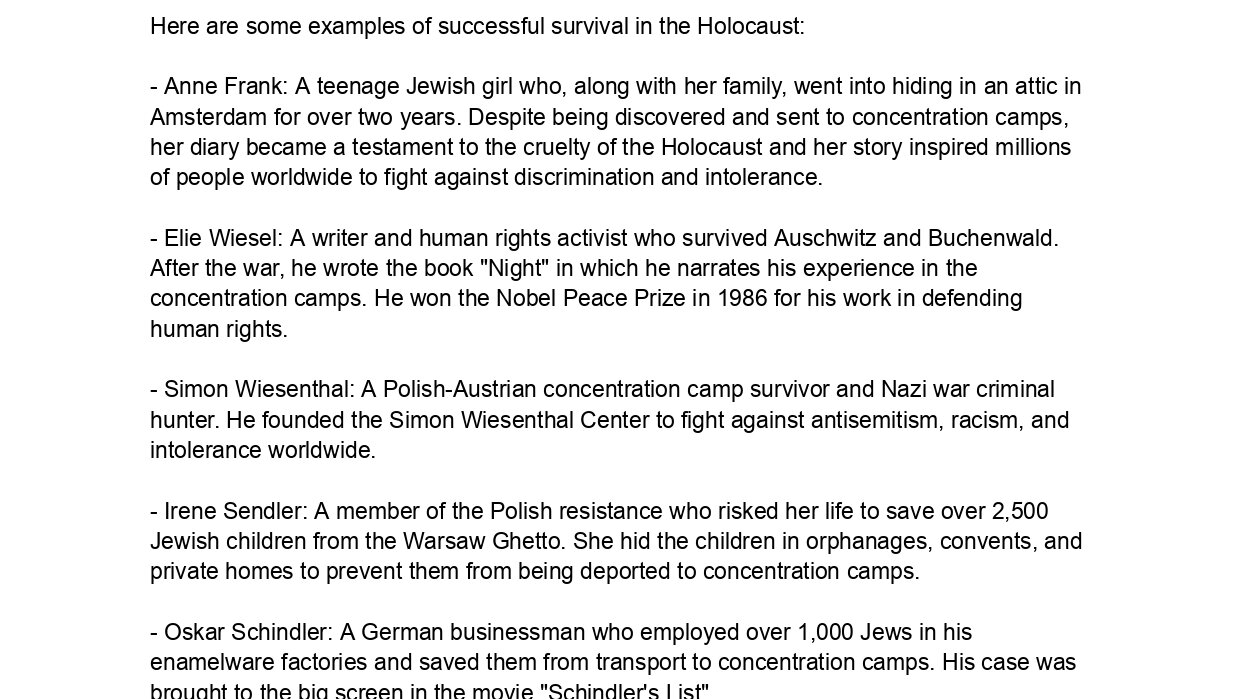 Here are some examples of successful survival in the Holocaust:
- Anne Frank: A teenage Jewish girl who, along with her family, went into hiding in an attic in
Amsterdam for over two years. Despite being discovered and sent to concentration camps,
her diary became a testament to the cruelty of the Holocaust and her story inspired millions
of people worldwide to fight against discrimination and intolerance.
- Elie Wiesel: A writer and human rights activist who survived Auschwitz and Buchenwald.
After the war, he wrote the book "Night" in which he narrates his experience in the
concentration camps. He won the Nobel Peace Prize in 1986 for his work in defending
human rights.
- Simon Wiesenthal: A Polish-Austrian concentration camp survivor and Nazi war criminal
hunter. He founded the Simon Wiesenthal Center to fight against antisemitism, racism, and
intolerance worldwide.
- Irene Sendler: A member of the Polish resistance who risked her life to save over 2,500
Jewish children from the Warsaw Ghetto. She hid the children in orphanages, convents, and
private homes to prevent them from being deported to concentration camps.
- Oskar Schindler: A German businessman who employed over 1,000 Jews in his
enamelware factories and saved them from transport to concentration camps. His case was
brought to the big screen in the movie "Schindler's List"